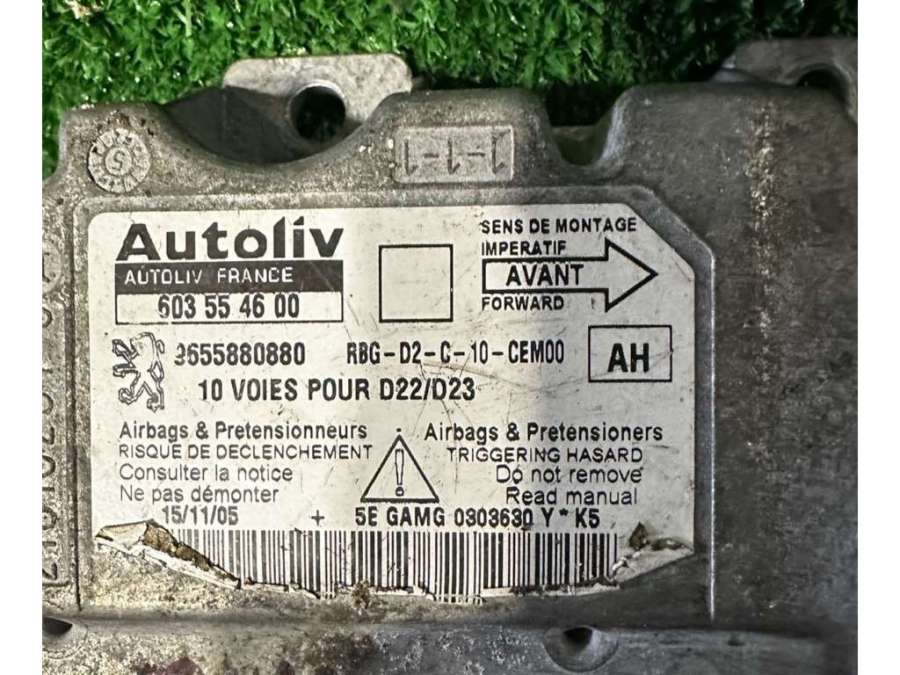 5
1-1-1
Autoliv
AUTOLIV FRANCE
603 55 46 00
SENS DE MONTAGE
IMPERATIF
AVANT
FORWARD
9655880880 RBG-D2-C-10-CEM00
AH
10 VOIES POUR D22/D23
Airbags & Pretensionneurs
RISQUE DE DECLENCHEMENT
Consulter la notice
Ne pas démonter
Airbags & Pretensioners
TRIGGERING HASARD
Do not remove
Read manual
15/11/05 + 5E GAMG 0303630 Y * K5